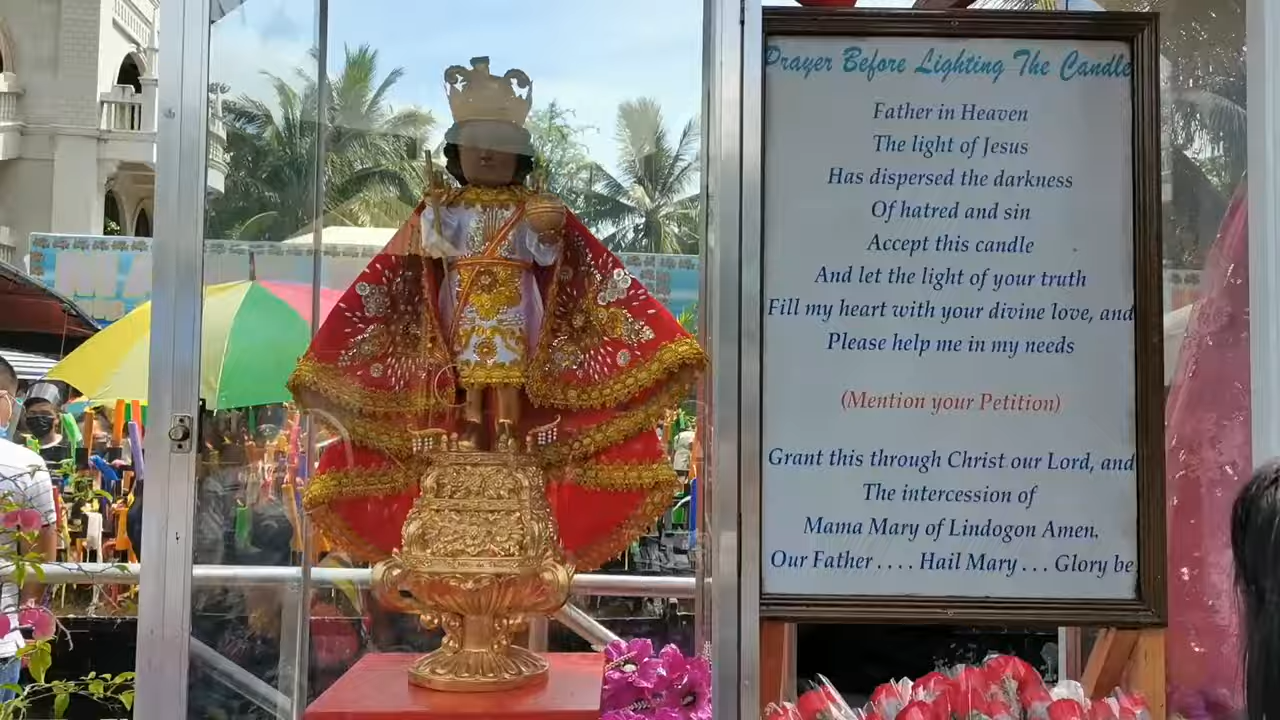 Prayer Before Lighting The Candle
Father in Heaven
The light of Jesus
Has dispersed the darkness
Of hatred and sin
Accept this candle
And let the light of your truth
Fill my heart with your divine love, and
Please help me in my needs
(Mention your Petition)
Grant this through Christ our Lord, and
The intercession of
Mama Mary of Lindogon Amen.
Our Father . . . . Hail Mary . . . Glory be